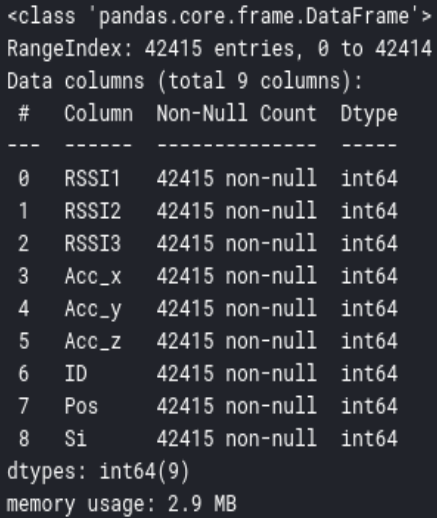 <class 'pandas.core.frame.DataFrame'>
RangeIndex: 42415 entries, 0 to 42414
Data columns (total 9 columns):
 #   Column  Non-Null Count  Dtype
---  ------  --------------  -----
 0   RSSI1   42415 non-null  int64
 1   RSSI2   42415 non-null  int64
 2   RSSI3   42415 non-null  int64
 3   Acc_x   42415 non-null  int64
 4   Acc_y   42415 non-null  int64
 5   Acc_z   42415 non-null  int64
 6   ID      42415 non-null  int64
 7   Pos     42415 non-null  int64
 8   Si      42415 non-null  int64
dtypes: int64(9)
memory usage: 2.9 MB